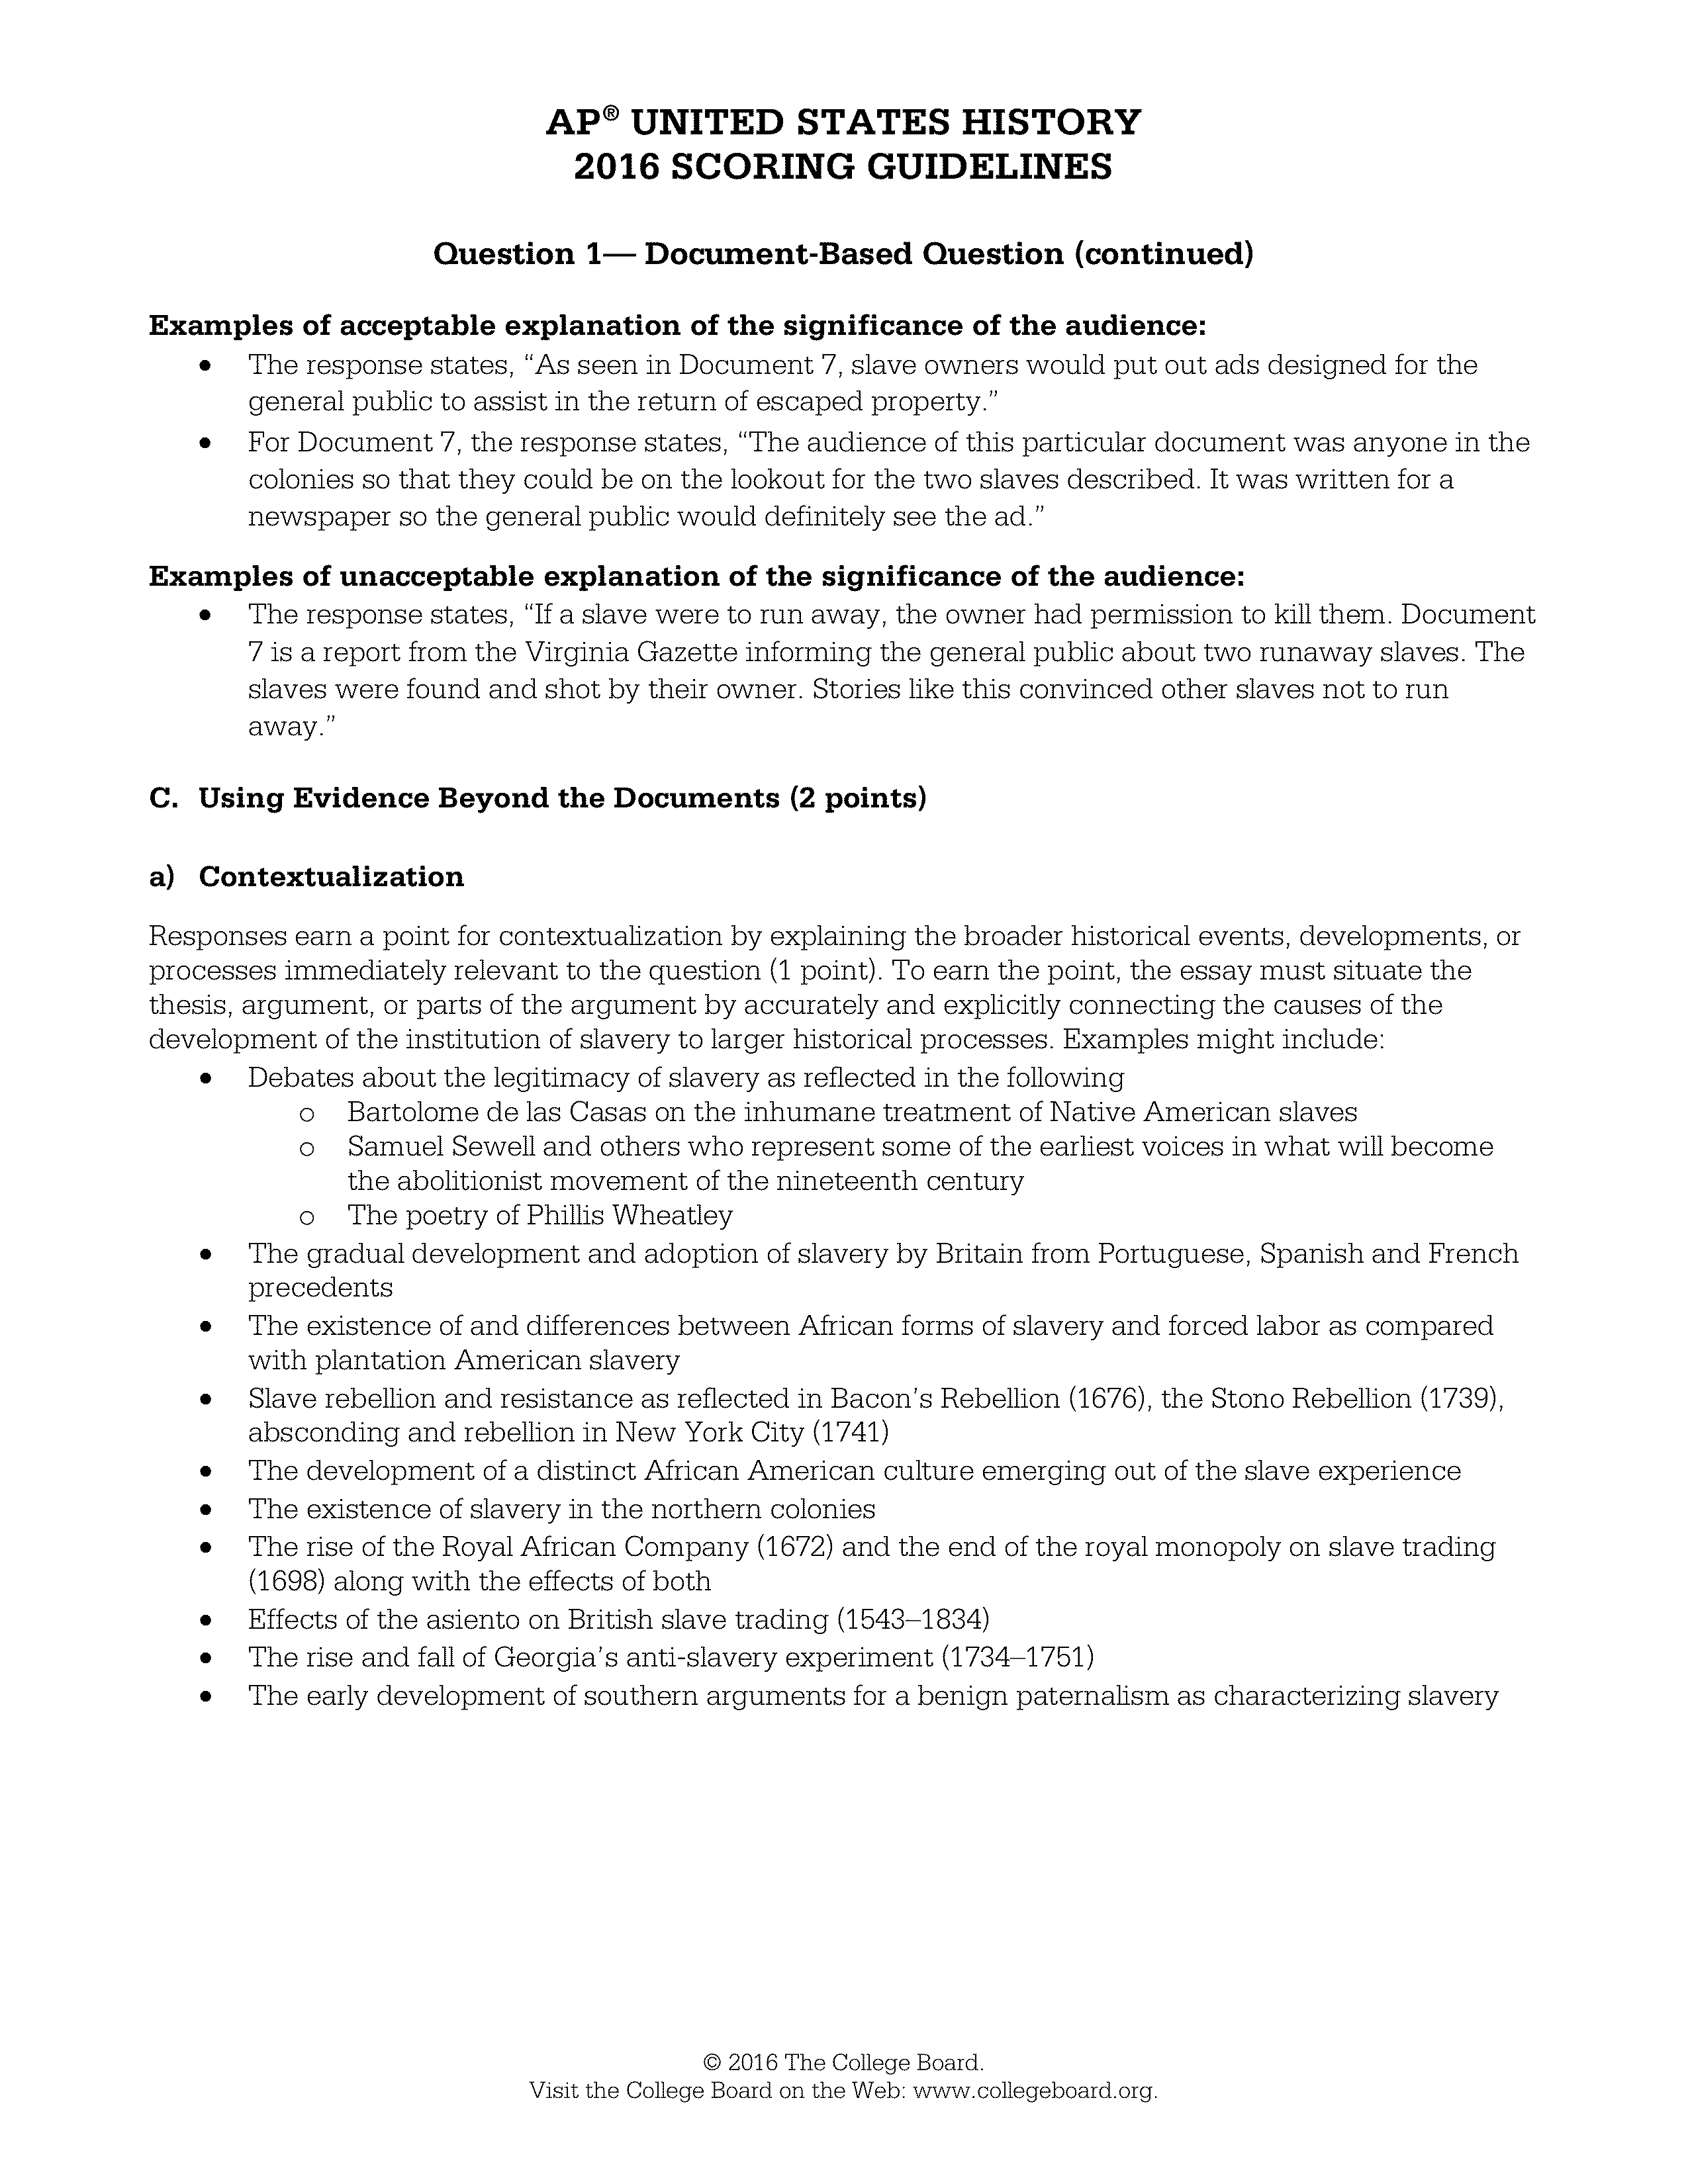 AP® UNITED STATES HISTORY
2016 SCORING GUIDELINES
Question 1— Document-Based Question (continued)
Examples of acceptable explanation of the significance of the audience:
• The response states, “As seen in Document 7, slave owners would put out ads designed for the
general public to assist in the return of escaped property.”
• For Document 7, the response states, “The audience of this particular document was anyone in the
colonies so that they could be on the lookout for the two slaves described. It was written for a
newspaper so the general public would definitely see the ad.”
Examples of unacceptable explanation of the significance of the audience:
• The response states, “If a slave were to run away, the owner had permission to kill them. Document
7 is a report from the Virginia Gazette informing the general public about two runaway slaves. The
slaves were found and shot by their owner. Stories like this convinced other slaves not to run
away.”
C. Using Evidence Beyond the Documents (2 points)
a) Contextualization
Responses earn a point for contextualization by explaining the broader historical events, developments, or
processes immediately relevant to the question (1 point). To earn the point, the essay must situate the
thesis, argument, or parts of the argument by accurately and explicitly connecting the causes of the
development of the institution of slavery to larger historical processes. Examples might include:
• Debates about the legitimacy of slavery as reflected in the following
o Bartolome de las Casas on the inhumane treatment of Native American slaves
o Samuel Sewell and others who represent some of the earliest voices in what will become
the abolitionist movement of the nineteenth century
o The poetry of Phillis Wheatley
• The gradual development and adoption of slavery by Britain from Portuguese, Spanish and French
precedents
• The existence of and differences between African forms of slavery and forced labor as compared
with plantation American slavery
• Slave rebellion and resistance as reflected in Bacon’s Rebellion (1676), the Stono Rebellion (1739),
absconding and rebellion in New York City (1741)
• The development of a distinct African American culture emerging out of the slave experience
• The existence of slavery in the northern colonies
• The rise of the Royal African Company (1672) and the end of the royal monopoly on slave trading
(1698) along with the effects of both
• Effects of the asiento on British slave trading (1543–1834)
• The rise and fall of Georgia’s anti-slavery experiment (1734–1751)
• The early development of southern arguments for a benign paternalism as characterizing slavery
© 2016 The College Board.
Visit the College Board on the Web: www.collegeboard.org.